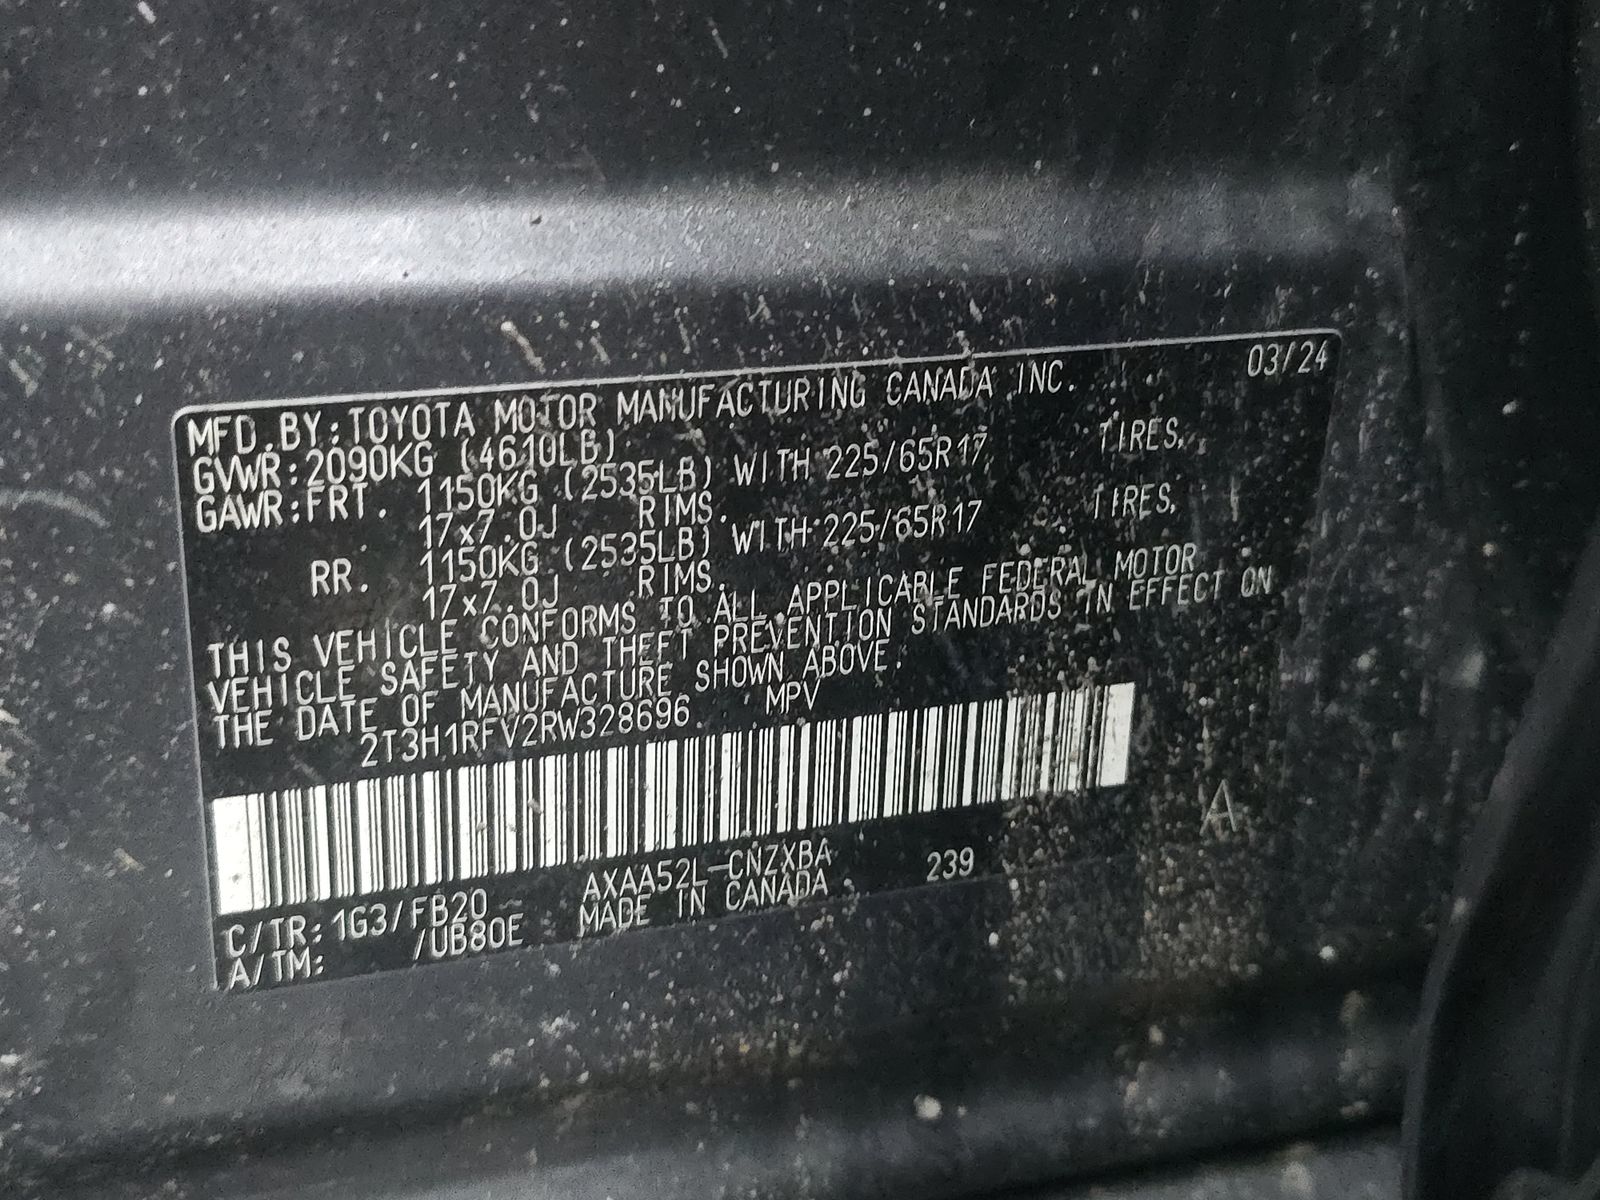 MFD.BY:TOYOTA MOTOR MANUFACTURING CANADA INC. 03/24
GVWR:2090KG (4610LB)
GAWR:FRT. 1150KG (2535LB) WITH 225/65R17 TIRES,
17x7.0J RIMS.
RR. 1150KG (2535LB) WITH 225/65R17 TIRES,
17x7.0J RIMS.
THIS VEHICLE CONFORMS TO ALL APPLICABLE FEDERAL MOTOR
VEHICLE SAFETY AND THEFT PREVENTION STANDARDS IN EFFECT ON
THE DATE OF MANUFACTURE SHOWN ABOVE.
2T3H1RFV2RW328696 MPV
A
C/TR:1G3/FB20 AXAA52L-CNZXBA 239
A/TM: /UB80E MADE IN CANADA